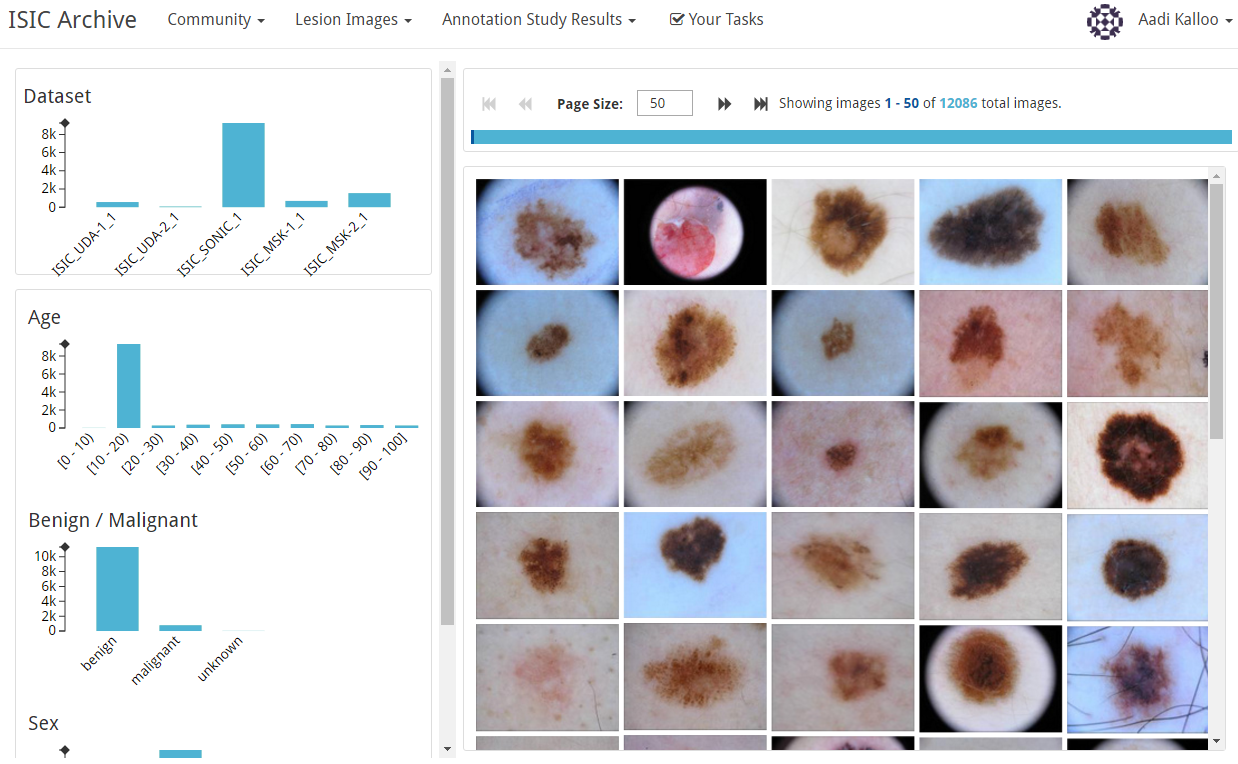 ISIC Archive Community Lesion Images Annotation Study Results Your Tasks Aadi Kalloo
Dataset
8k
6k
4k
2k
0
ISIC_UDA-1_1 ISIC_UDA-2_1 ISIC_SONIC_1 ISIC_MSK-1_1 ISIC_MSK-2_1
Age
8k
6k
4k
2k
0
[0 - 10) [10 - 20) [20 - 30) [30 - 40) [40 - 50) [50 - 60) [60 - 70) [70 - 80) [80 - 90) [90 - 100]
Benign / Malignant
10k
8k
6k
4k
2k
0
benign malignant unknown
Sex
Page Size: 50 Showing images 1 - 50 of 12086 total images.